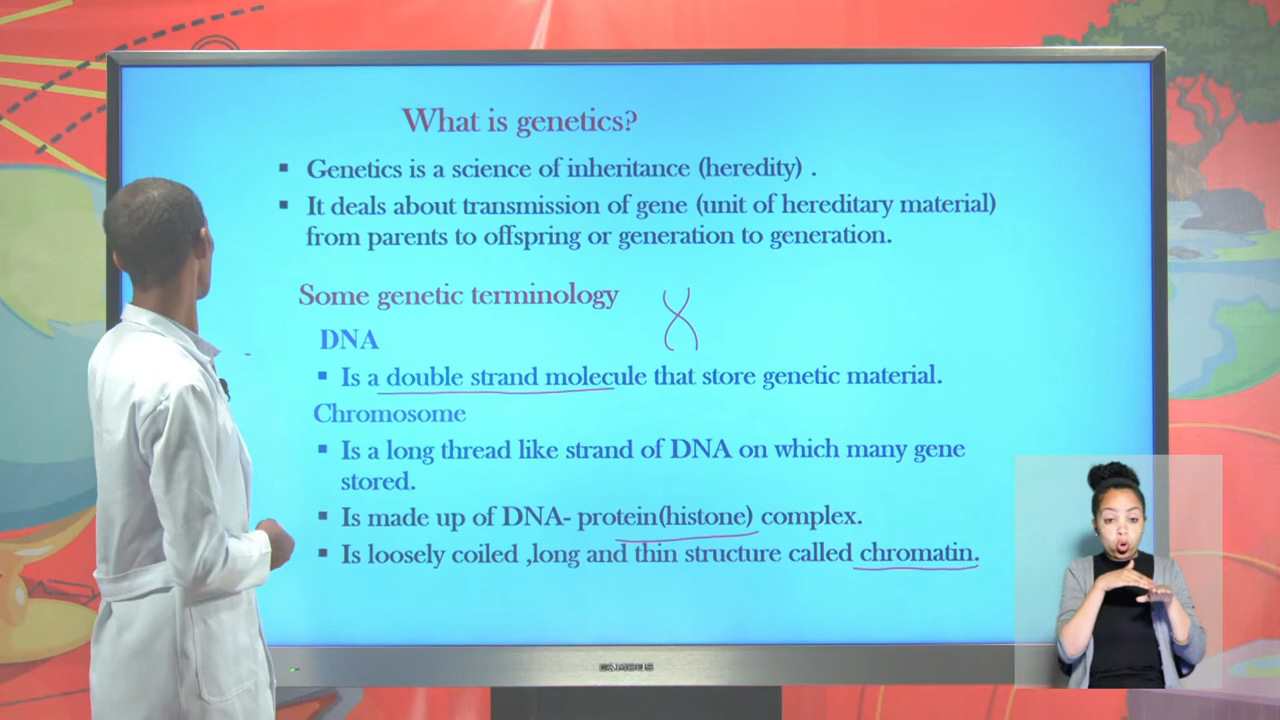 What is genetics?
▪ Genetics is a science of inheritance (heredity) .
▪ It deals about transmission of gene (unit of hereditary material)
from parents to offspring or generation to generation.
Some genetic terminology
DNA
▪ Is a double strand molecule that store genetic material.
Chromosome
▪ Is a long thread like strand of DNA on which many gene
stored.
▪ Is made up of DNA- protein(histone) complex.
▪ Is loosely coiled ,long and thin structure called chromatin.